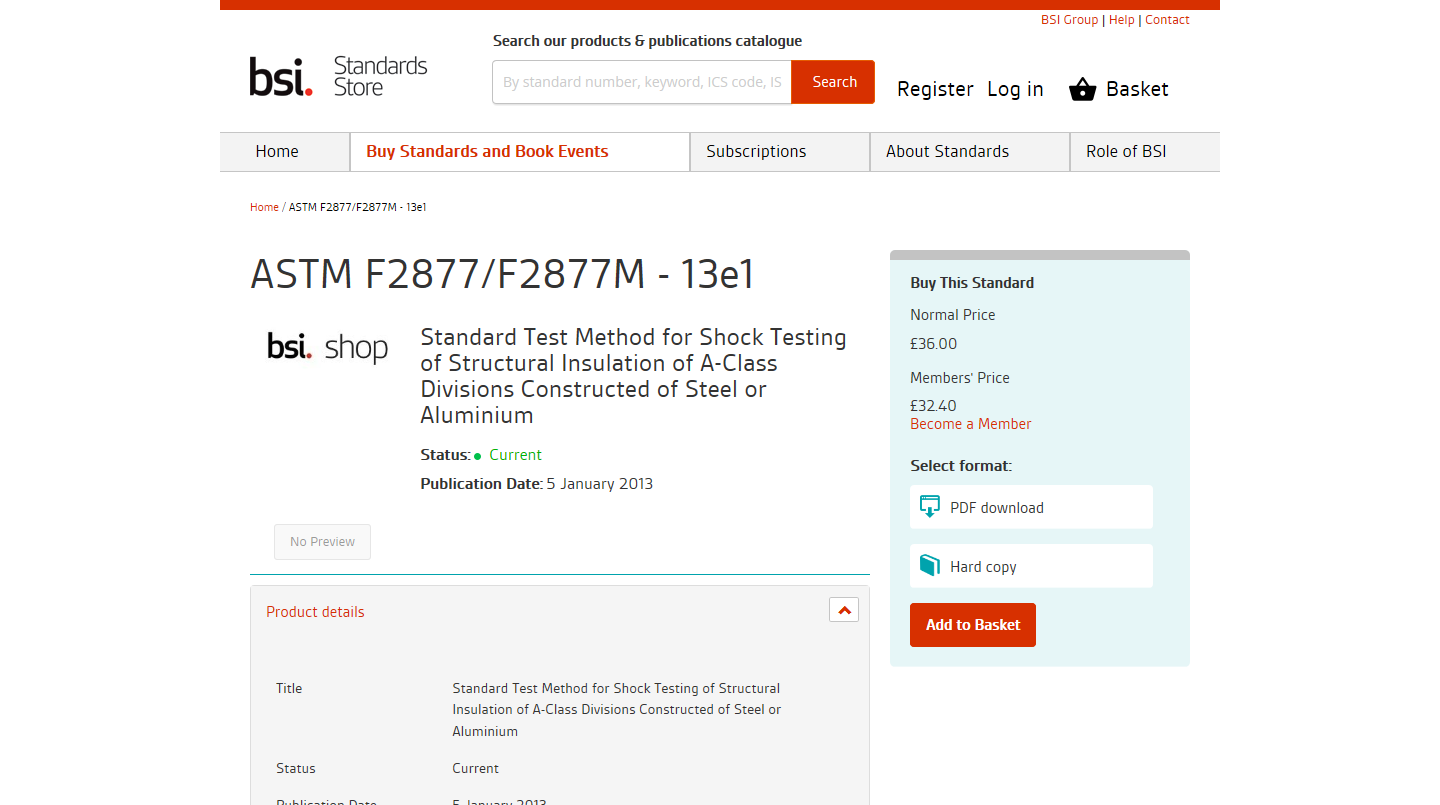 BSI Group | Help | Contact
Search our products & publications catalogue
bsi. Standards Store
By standard number, keyword, ICS code, IS
Search
Register
Log in
Basket
Home
Buy Standards and Book Events
Subscriptions
About Standards
Role of BSI
Home / ASTM F2877/F2877M - 13e1
ASTM F2877/F2877M - 13e1
bsi. shop
Standard Test Method for Shock Testing
of Structural Insulation of A-Class
Divisions Constructed of Steel or
Aluminium
Status: Current
Publication Date: 5 January 2013
No Preview
Buy This Standard
Normal Price
£36.00
Members' Price
£32.40
Become a Member
Select format:
PDF download
Hard copy
Add to Basket
Product details
Title
Standard Test Method for Shock Testing of Structural
Insulation of A-Class Divisions Constructed of Steel or
Aluminium
Status
Current
Publication Date
5 January 2013